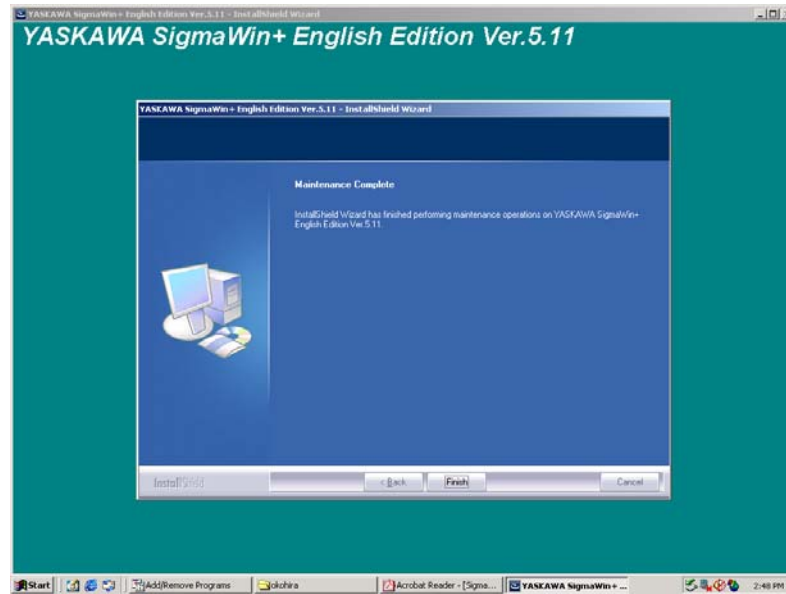 YASKAWA SigmaWin+ English Edition Ver.5.11 - InstallShield Wizard
YASKAWA SigmaWin+ English Edition Ver.5.11
YASKAWA SigmaWin+ English Edition Ver.5.11 - InstallShield Wizard
Maintenance Complete
InstallShield Wizard has finished performing maintenance operations on YASKAWA SigmaWin+
English Edition Ver.5.11.
InstallShield
< Back
Finish
Cancel
Start
Add/Remove Programs
okohira
Acrobat Reader - [Sigma...
YASKAWA SigmaWin+ ...
2:48 PM